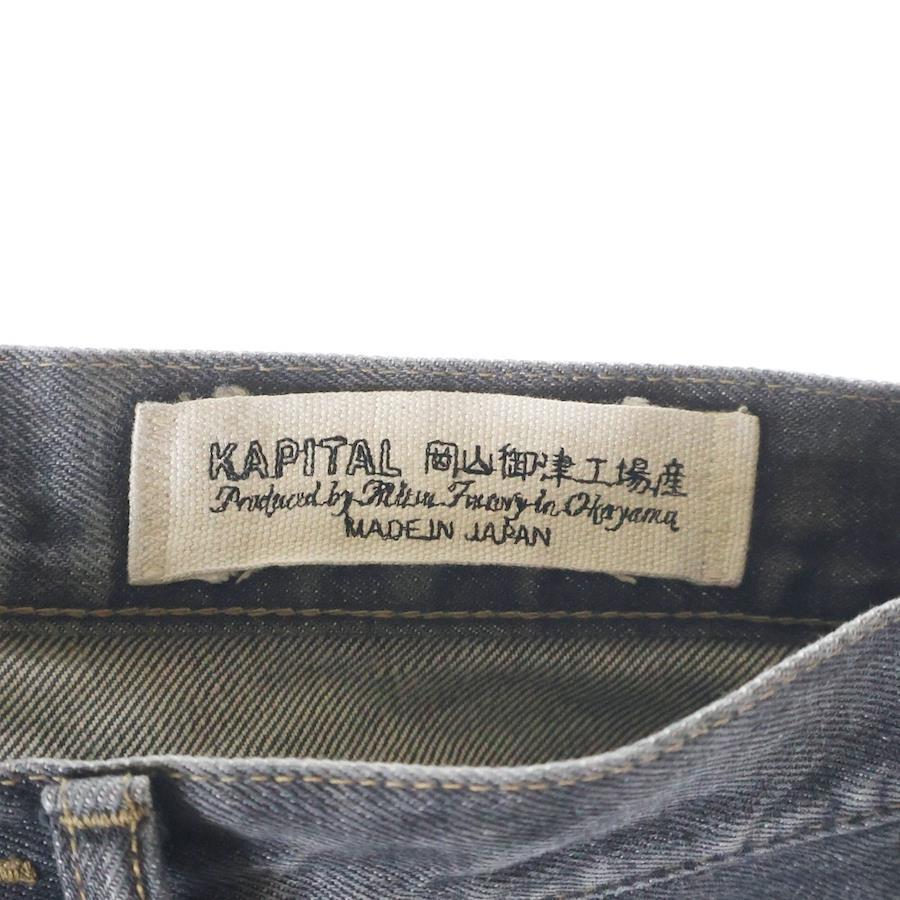 KAPITAL 岡山御津工場産
Produced by Mitsu Factory in Okayama
MADE IN JAPAN